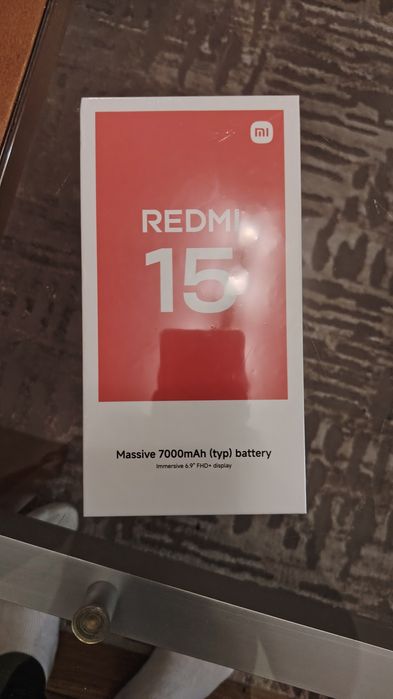 mi
REDMI
15
Massive 7000mAh (typ) battery
Immersive 6.9" FHD+ display